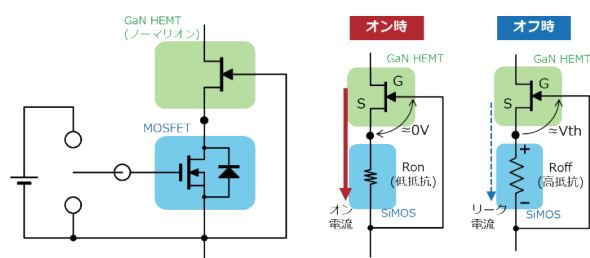 GaN HEMT
(ノーマリオン)
MOSFET
オン時
GaN HEMT
G
S
≈0V
Ron
(低抵抗)
SiMOS
オン
電流
オフ時
GaN HEMT
G
S
≈Vth
+
Roff
(高抵抗)
−
SiMOS
リーク
電流